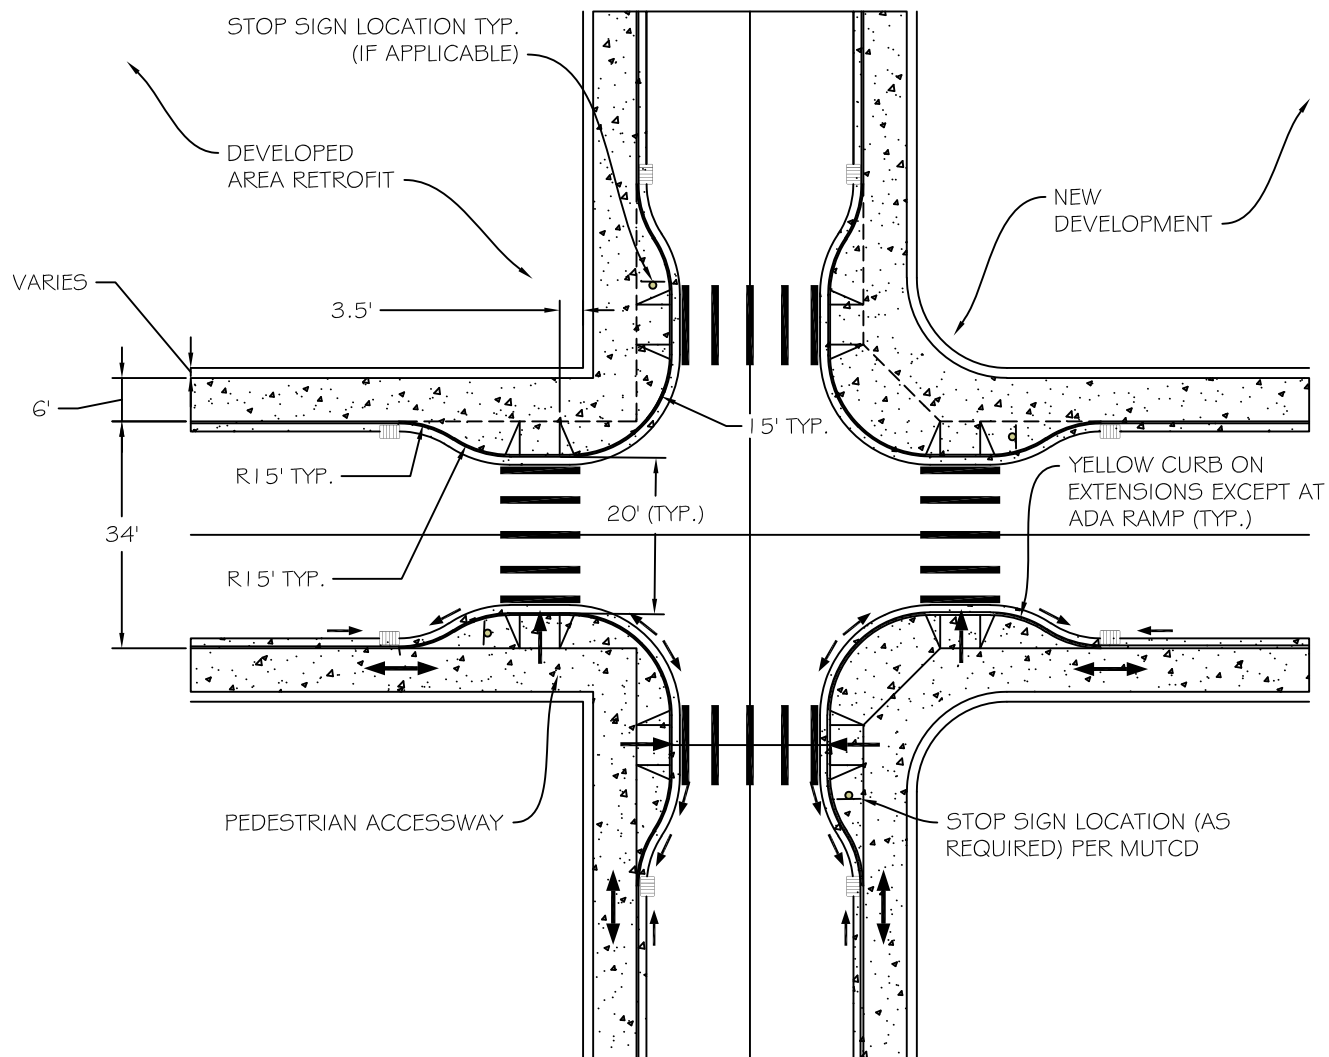 STOP SIGN LOCATION TYP.
(IF APPLICABLE)
DEVELOPED
AREA RETROFIT
NEW
DEVELOPMENT
VARIES
3.5'
6'
15' TYP.
R15' TYP.
YELLOW CURB ON
EXTENSIONS EXCEPT AT
ADA RAMP (TYP.)
20' (TYP.)
34'
R15' TYP.
PEDESTRIAN ACCESSWAY
STOP SIGN LOCATION (AS
REQUIRED) PER MUTCD